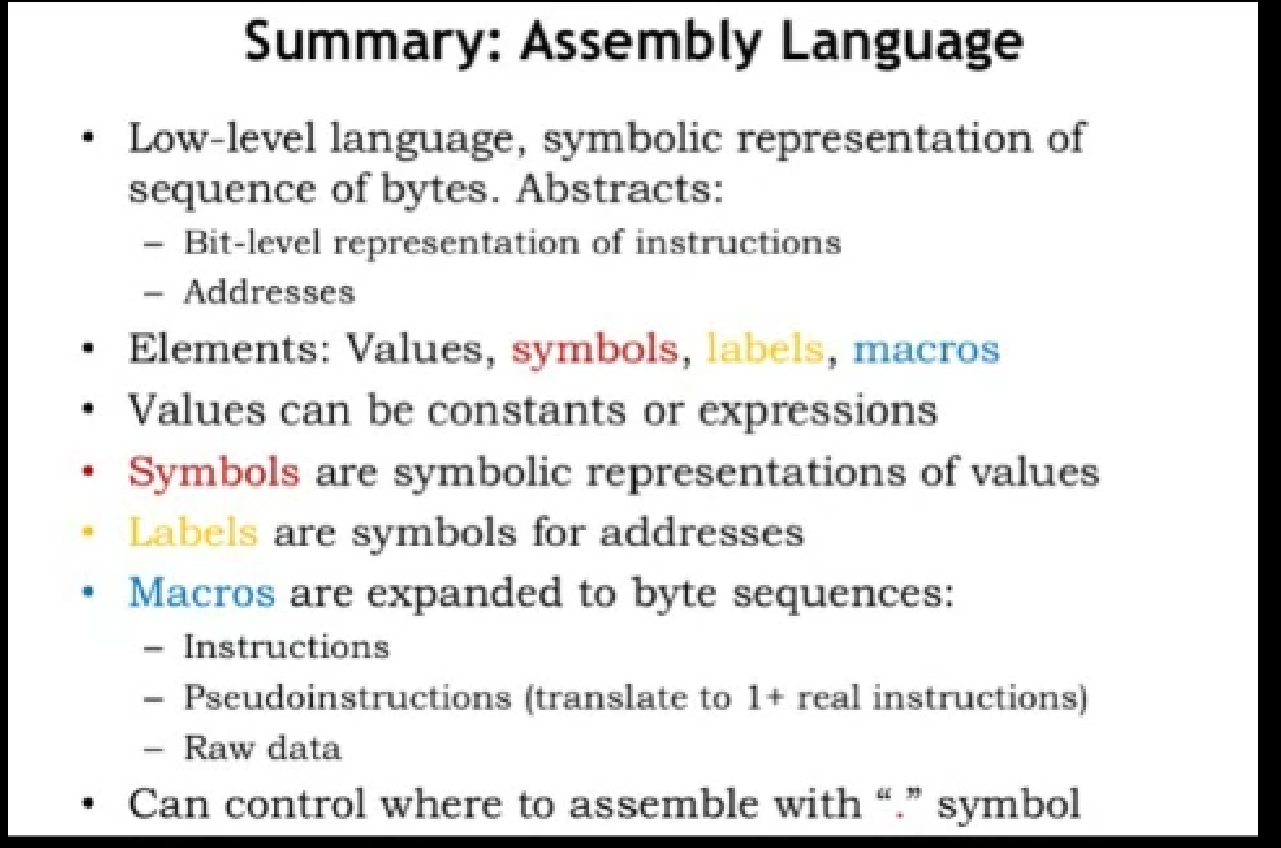 Summary: Assembly Language
• Low-level language, symbolic representation of
sequence of bytes. Abstracts:
– Bit-level representation of instructions
– Addresses
• Elements: Values, symbols, labels, macros
• Values can be constants or expressions
• Symbols are symbolic representations of values
• Labels are symbols for addresses
• Macros are expanded to byte sequences:
– Instructions
– Pseudoinstructions (translate to 1+ real instructions)
– Raw data
• Can control where to assemble with “.” symbol